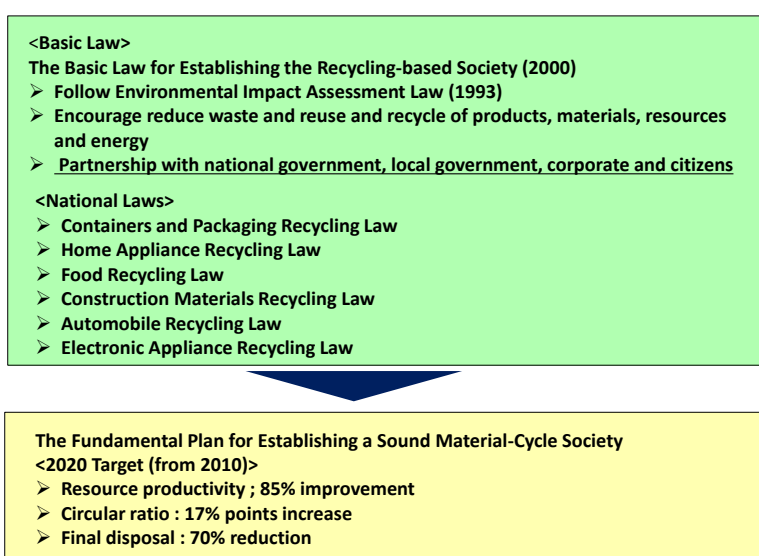 <Basic Law>
The Basic Law for Establishing the Recycling-based Society (2000)
➢ Follow Environmental Impact Assessment Law (1993)
➢ Encourage reduce waste and reuse and recycle of products, materials, resources
and energy
➢ Partnership with national government, local government, corporate and citizens
<National Laws>
➢ Containers and Packaging Recycling Law
➢ Home Appliance Recycling Law
➢ Food Recycling Law
➢ Construction Materials Recycling Law
➢ Automobile Recycling Law
➢ Electronic Appliance Recycling Law
The Fundamental Plan for Establishing a Sound Material-Cycle Society
<2020 Target (from 2010)>
➢ Resource productivity ; 85% improvement
➢ Circular ratio : 17% points increase
➢ Final disposal : 70% reduction